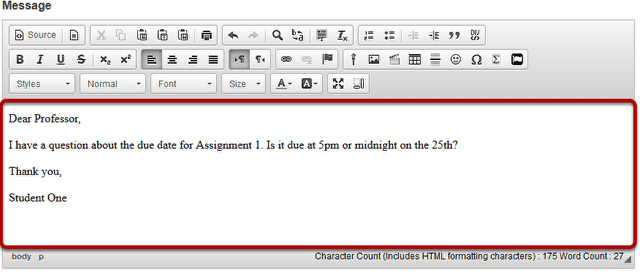 Message
Source
B I U S x₂ x²
Styles Normal Font Size A A
Dear Professor,
I have a question about the due date for Assignment 1. Is it due at 5pm or midnight on the 25th?
Thank you,
Student One
body p Character Count (Includes HTML formatting characters) : 175 Word Count : 27